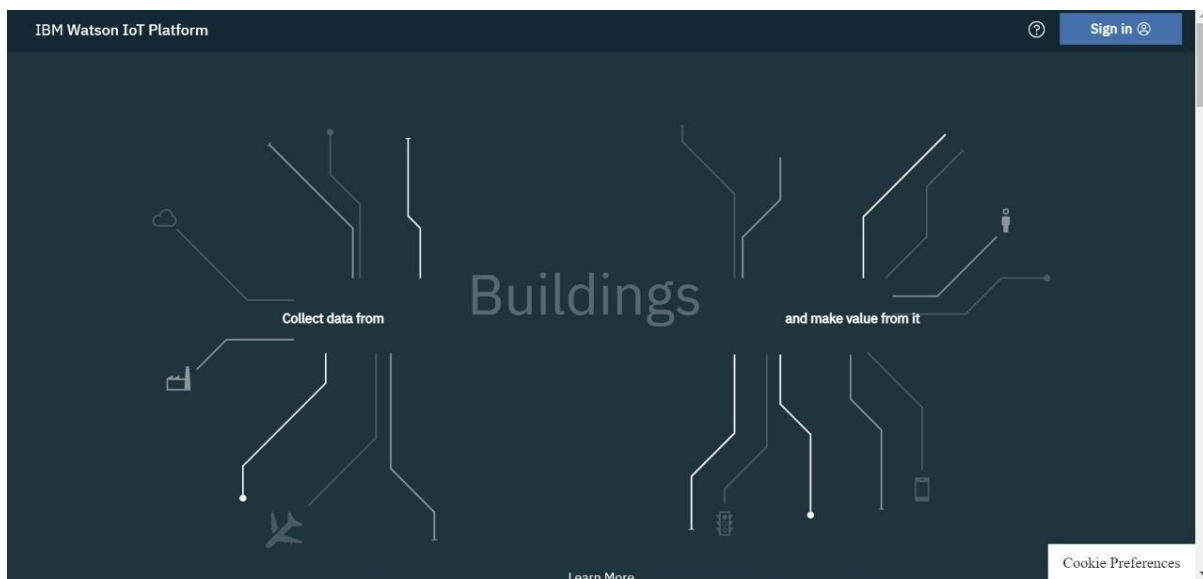 IBM Watson IoT Platform
Sign in
Buildings
Collect data from
and make value from it
Learn More
Cookie Preferences